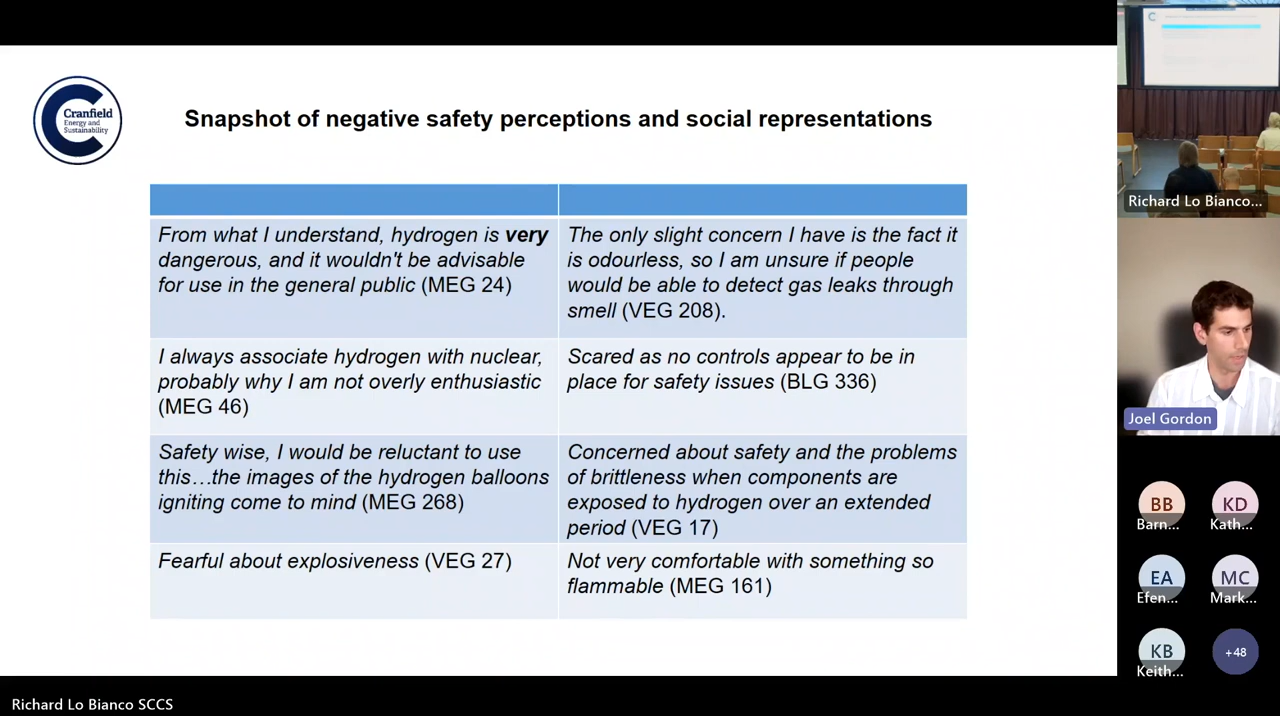 Cranfield
Energy and
Sustainability
Snapshot of negative safety perceptions and social representations
From what I understand, hydrogen is very
dangerous, and it wouldn't be advisable
for use in the general public (MEG 24)
The only slight concern I have is the fact it
is odourless, so I am unsure if people
would be able to detect gas leaks through
smell (VEG 208).
I always associate hydrogen with nuclear,
probably why I am not overly enthusiastic
(MEG 46)
Scared as no controls appear to be in
place for safety issues (BLG 336)
Safety wise, I would be reluctant to use
this…the images of the hydrogen balloons
igniting come to mind (MEG 268)
Concerned about safety and the problems
of brittleness when components are
exposed to hydrogen over an extended
period (VEG 17)
Fearful about explosiveness (VEG 27)
Not very comfortable with something so
flammable (MEG 161)
Richard Lo Bianco...
Joel Gordon
BB
Barn...
KD
Kath...
EA
Efen...
MC
Mark...
KB
Keith...
+48
Richard Lo Bianco SCCS